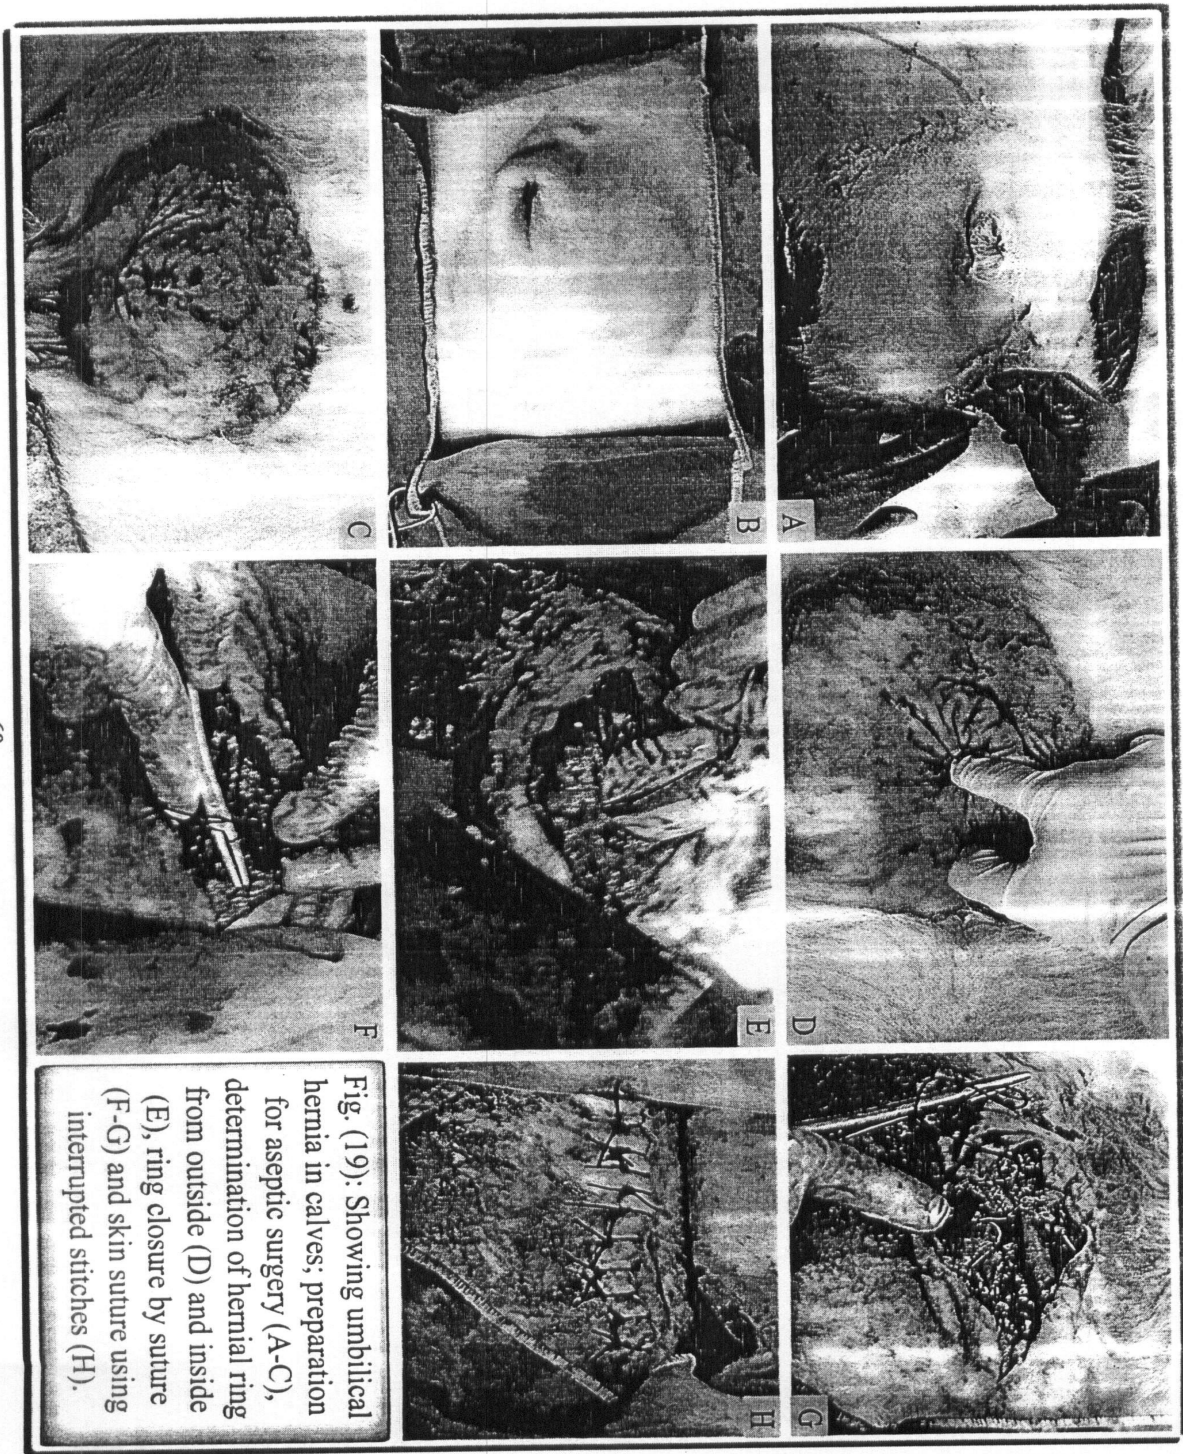 A
D
G
B
E
H
C
F
Fig. (19): Showing umbilical
hernia in calves; preparation
for aseptic surgery (A-C),
determination of hernial ring
from outside (D) and inside
(E), ring closure by suture
(F-G) and skin suture using
interrupted stitches (H).